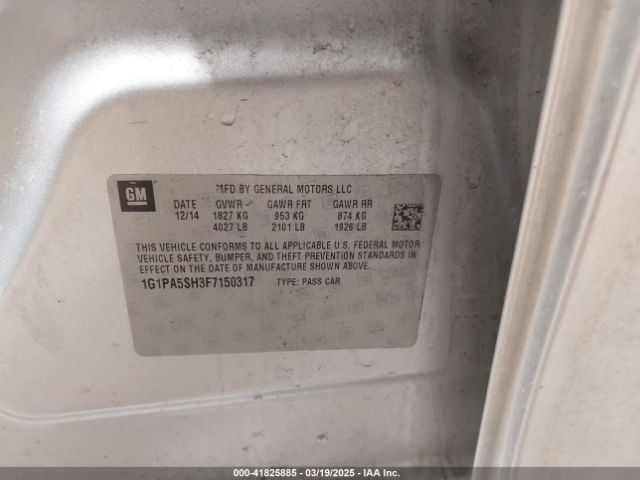 GM
MFD BY GENERAL MOTORS LLC
DATE GVWR GAWR FRT GAWR RR
12/14 1827 KG 953 KG 874 KG
4027 LB 2101 LB 1926 LB
THIS VEHICLE CONFORMS TO ALL APPLICABLE U.S. FEDERAL MOTOR
VEHICLE SAFETY, BUMPER, AND THEFT PREVENTION STANDARDS IN
EFFECT ON THE DATE OF MANUFACTURE SHOWN ABOVE.
1G1PA5SH3F7150317 TYPE: PASS CAR
000-41825885 - 03/19/2025 - IAA Inc.